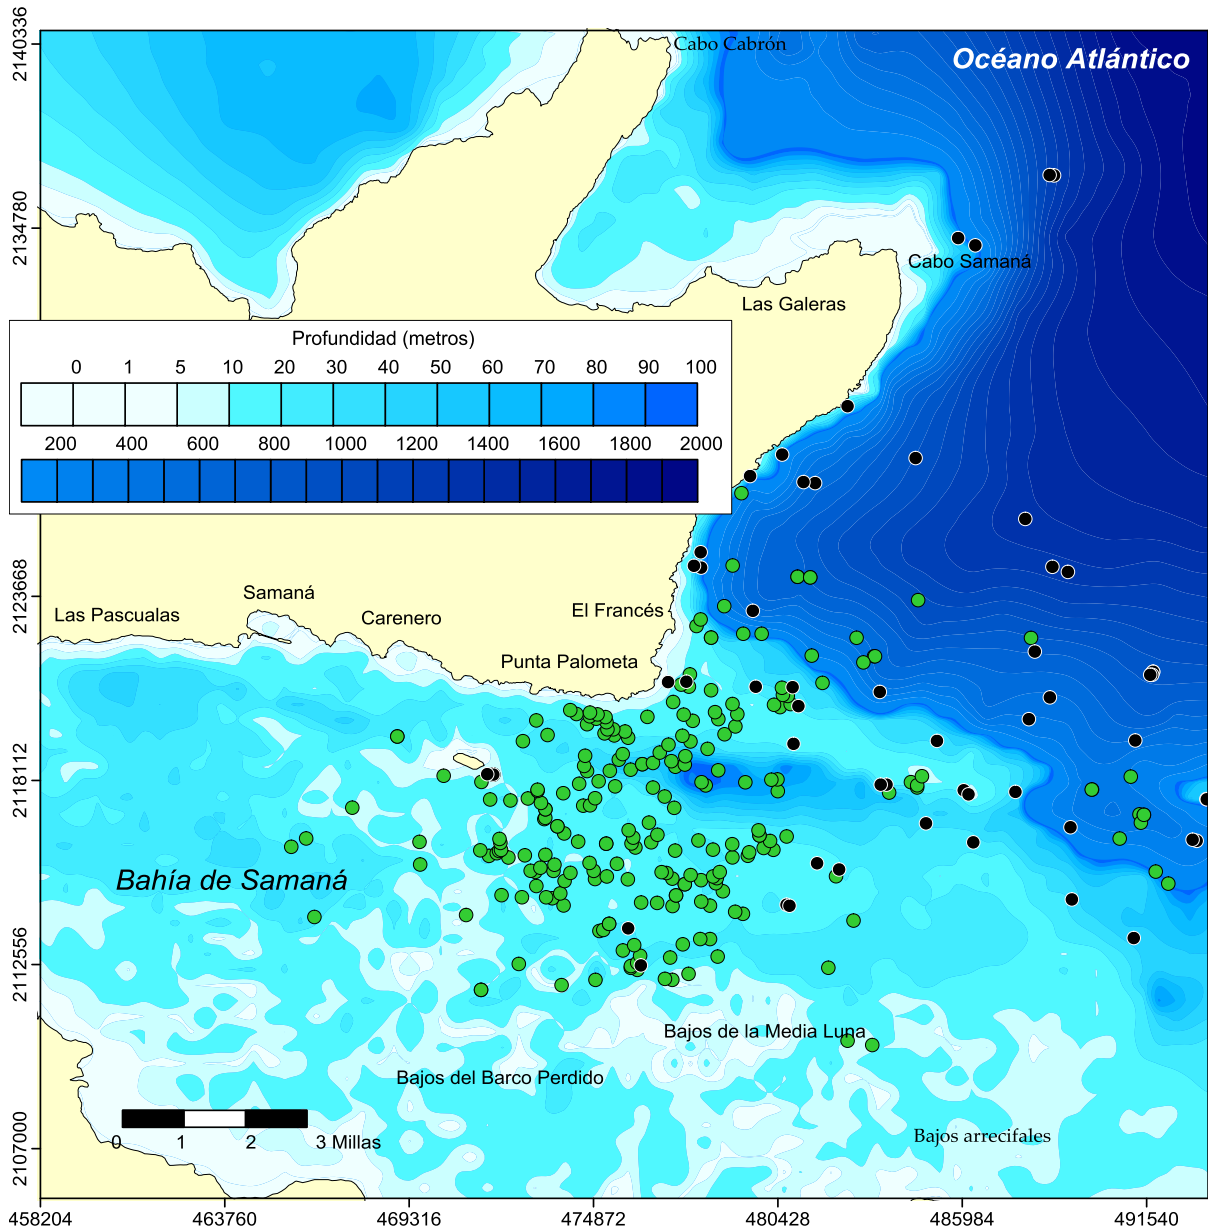 Cabo Cabrón
Océano Atlántico
Cabo Samaná
Las Galeras
Profundidad (metros)
0 1 5 10 20 30 40 50 60 70 80 90 100
200 400 600 800 1000 1200 1400 1600 1800 2000
Samaná
Las Pascualas
Carenero
El Francés
Punta Palometa
Bahía de Samaná
Bajos de la Media Luna
Bajos del Barco Perdido
Bajos arrecifales
0 1 2 3 Millas
2140336
2134780
2123668
2118112
2112556
2107000
458204 463760 469316 474872 480428 485984 491540